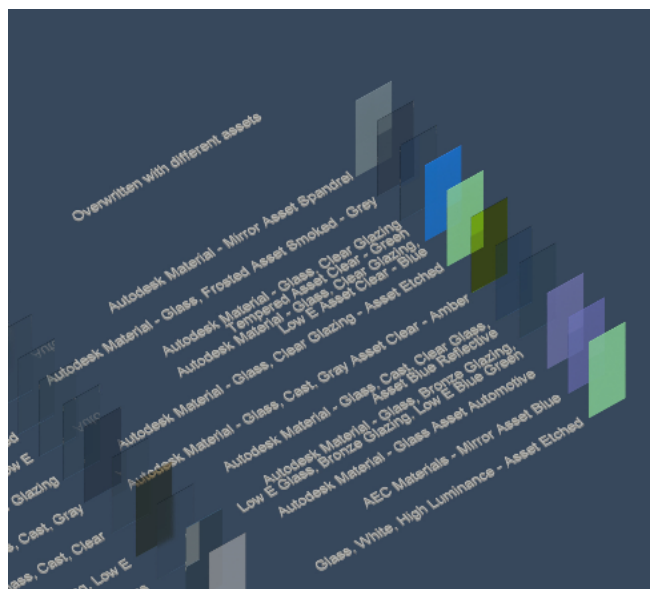 Overwritten with different assets
Autodesk Material - Mirror Asset Spandrel
Autodesk Material - Glass, Frosted Asset Smoked - Grey
Autodesk Material - Glass, Clear Glazing
Tempered Asset Clear - Green
Autodesk Material - Glass, Clear Glazing,
Low E Asset Clear - Blue
Autodesk Material - Glass, Clear Glazing - Asset Etched
Autodesk Material - Glass, Cast, Gray Asset Clear - Amber
Autodesk Material - Glass, Cast, Clear Glass,
Asset Blue Reflective
Autodesk Material - Glass, Bronze Glazing,
Low E Glass, Bronze Glazing, Low E Blue Green
Autodesk Material - Glass Asset Automotive
AEC Materials - Mirror Asset Blue
Glass, White, High Luminance - Asset Etched
Low E
Glazing
Cast, Gray
Cast, Clear
Low E